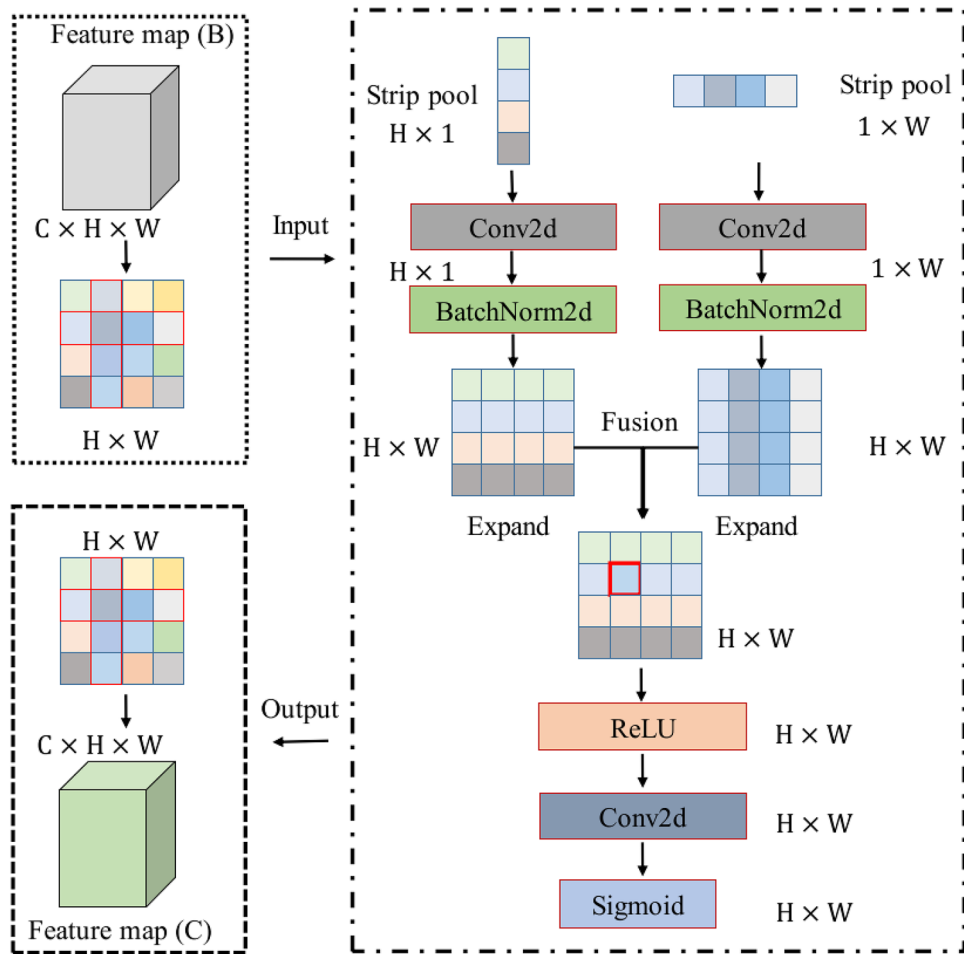 Feature map (B)
C × H × W
H × W
Input
Strip pool
H × 1
Strip pool
1 × W
Conv2d
Conv2d
H × 1
1 × W
BatchNorm2d
BatchNorm2d
H × W
Fusion
H × W
Expand
Expand
H × W
ReLU
H × W
Conv2d
H × W
Sigmoid
H × W
Output
H × W
C × H × W
Feature map (C)